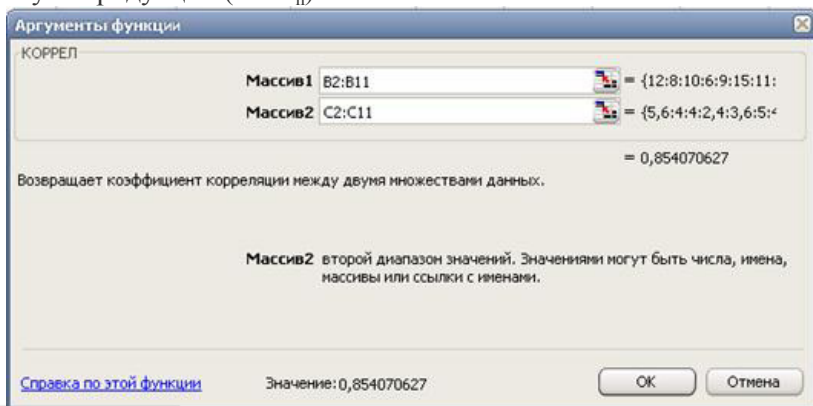 Аргументы функции
КОРРЕЛ
Массив1 B2:B11 = {12:8:10:6:9:15:11:
Массив2 C2:C11 = {5,6:4:4:2,4:3,6:5:
= 0,854070627
Возвращает коэффициент корреляции между двумя множествами данных.
Массив2 второй диапазон значений. Значениями могут быть числа, имена,
массивы или ссылки с именами.
Справка по этой функции Значение:0,854070627 ОК Отмена